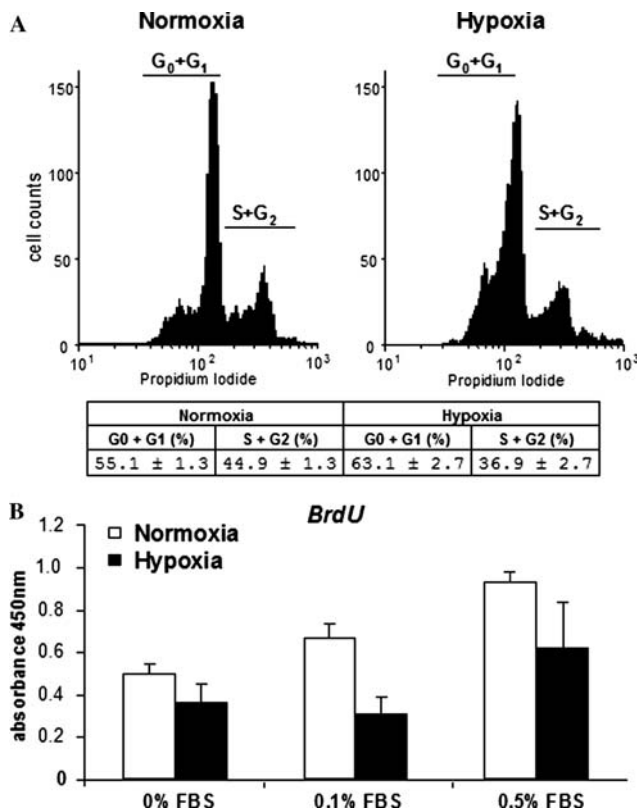 A
Normoxia
Hypoxia
G0+G1
G0+G1
S+G2
S+G2
cell counts
150
100
50
0
10^1
10^2
10^3
Propidium Iodide
150
100
50
0
10^1
10^2
10^3
Propidium Iodide
Normoxia Hypoxia
G0 + G1 (%) S + G2 (%) G0 + G1 (%) S + G2 (%)
55.1 ± 1.3 44.9 ± 1.3 63.1 ± 2.7 36.9 ± 2.7
B
BrdU
Normoxia
Hypoxia
absorbance 450nm
1.2
1.0
0.8
0.6
0.4
0.2
0
0% FBS
0.1% FBS
0.5% FBS